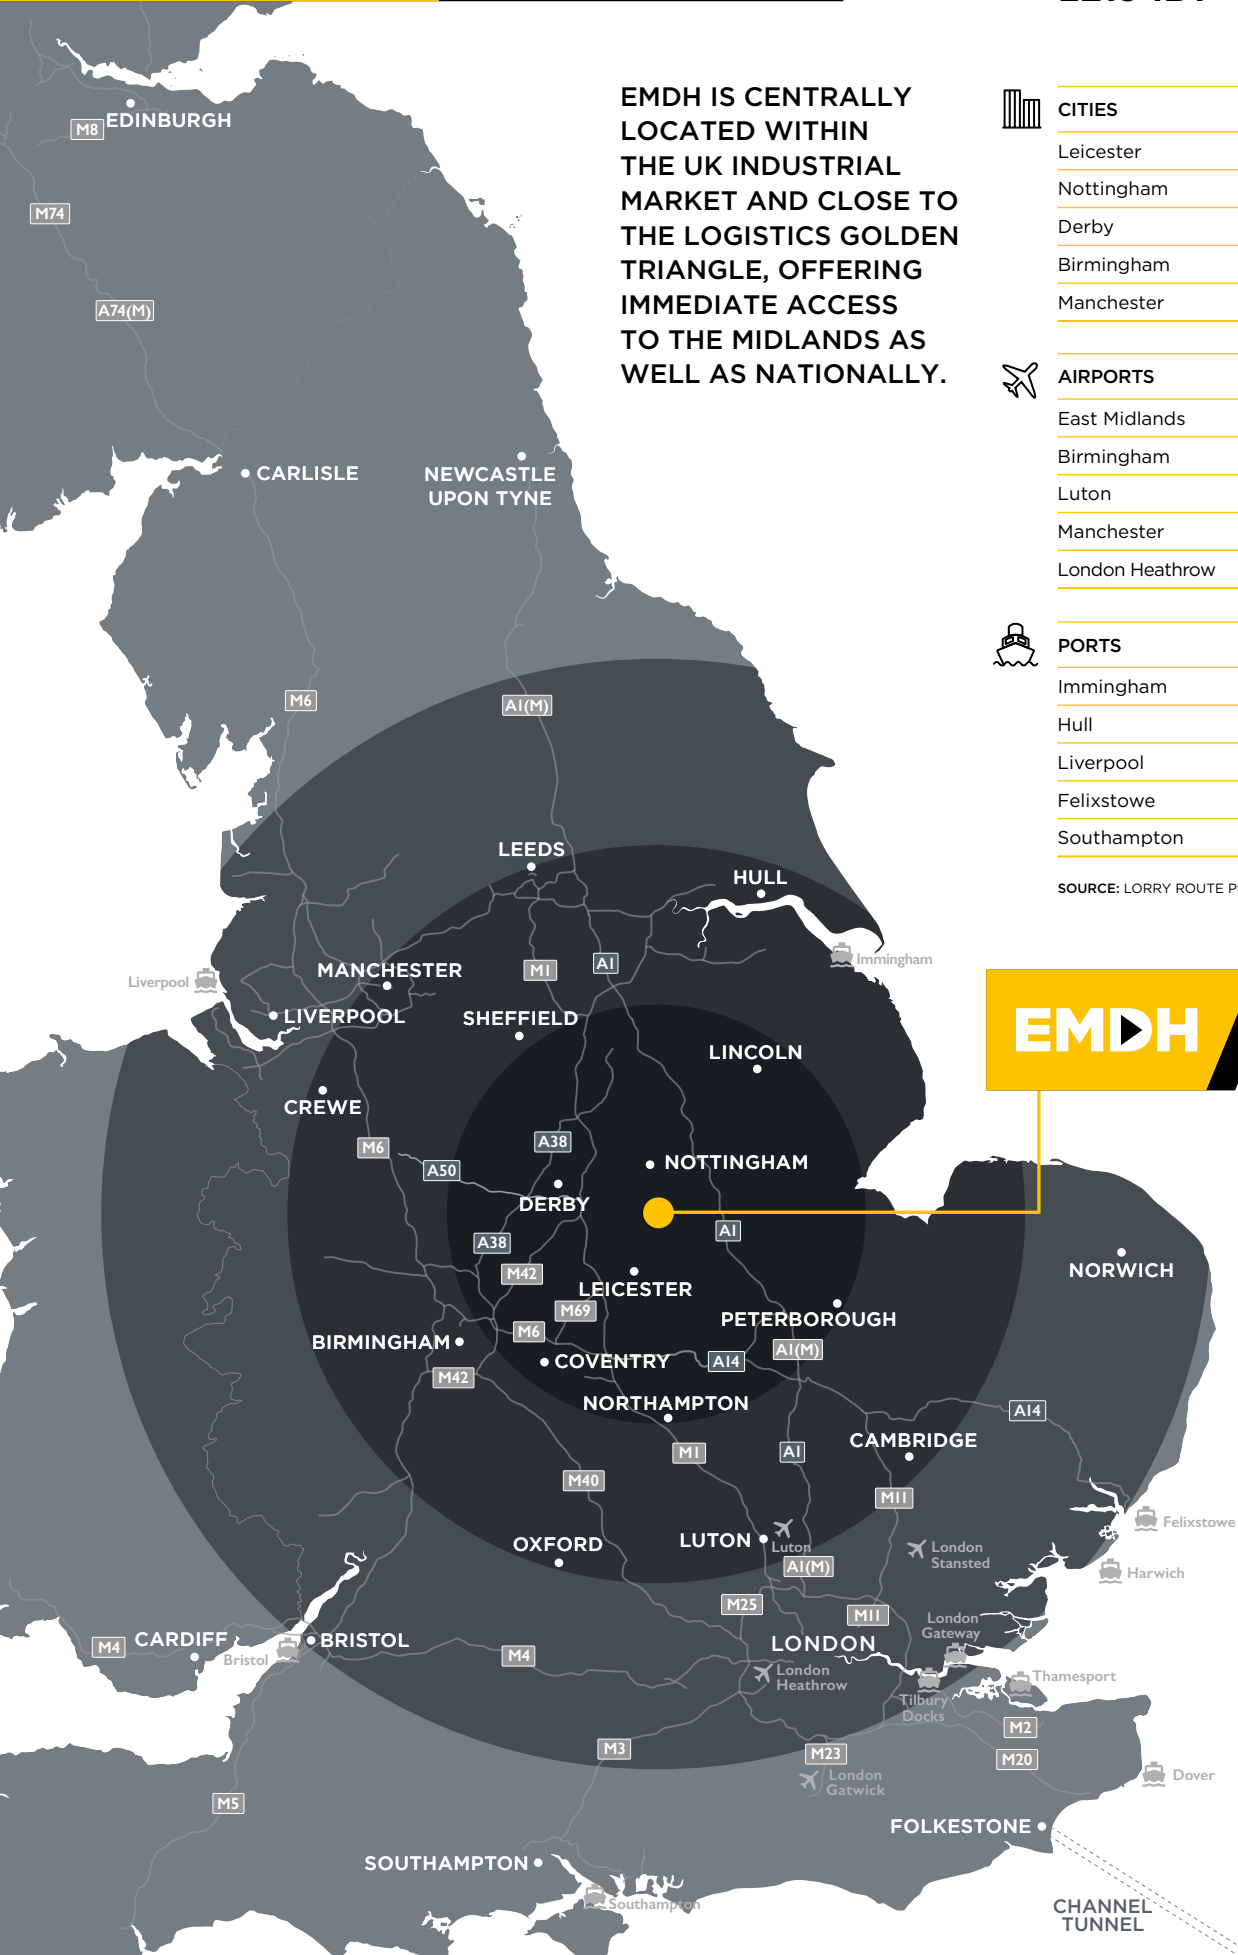 EMDH IS CENTRALLY
LOCATED WITHIN
THE UK INDUSTRIAL
MARKET AND CLOSE TO
THE LOGISTICS GOLDEN
TRIANGLE, OFFERING
IMMEDIATE ACCESS
TO THE MIDLANDS AS
WELL AS NATIONALLY.
CITIES
Leicester
Nottingham
Derby
Birmingham
Manchester
AIRPORTS
East Midlands
Birmingham
Luton
Manchester
London Heathrow
PORTS
Immingham
Hull
Liverpool
Felixstowe
Southampton
SOURCE: LORRY ROUTE
EMDH
EDINBURGH
M8
M74
A74(M)
CARLISLE
NEWCASTLE
UPON TYNE
M6
A1(M)
LEEDS
HULL
Immingham
A1
M1
MANCHESTER
Liverpool
LIVERPOOL
SHEFFIELD
LINCOLN
CREWE
M6
A38
A50
NOTTINGHAM
DERBY
A1
A38
NORWICH
M42
LEICESTER
M69
PETERBOROUGH
M6
BIRMINGHAM
A1(M)
COVENTRY
A14
M42
NORTHAMPTON
A14
CAMBRIDGE
M1
A1
M40
M11
Felixstowe
LUTON
Luton
OXFORD
London
Stansted
A1(M)
Harwich
M25
M11
London
Gateway
CARDIFF
M4
BRISTOL
Bristol
M4
LONDON
London
Heathrow
Thamesport
Tilbury
Docks
M2
M3
M23
M20
London
Gatwick
Dover
M5
FOLKESTONE
SOUTHAMPTON
Southampton
CHANNEL
TUNNEL